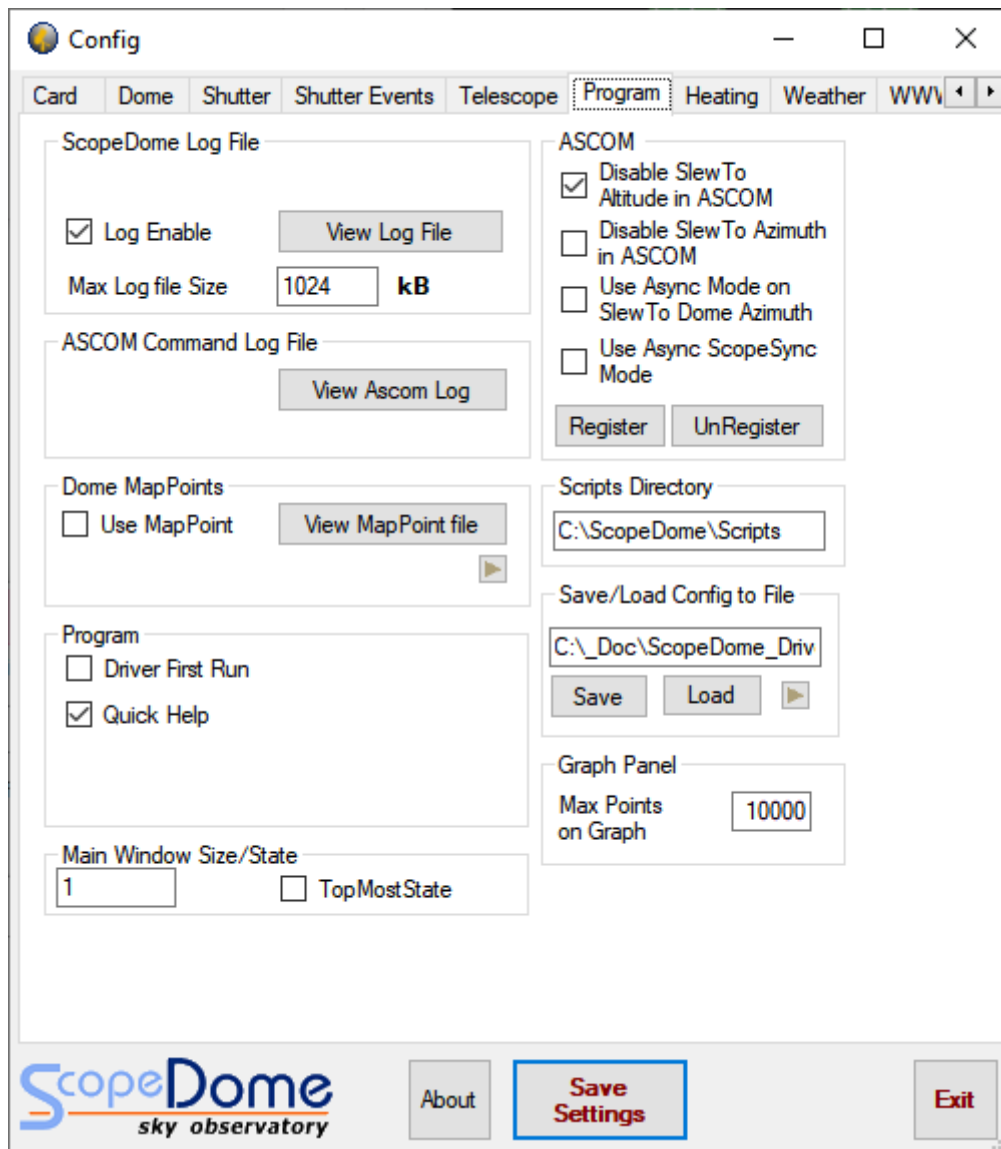 Config
Card Dome Shutter Shutter Events Telescope Program Heating Weather WWW
ScopeDome Log File
Log Enable
View Log File
Max Log file Size
1024
kB
ASCOM Command Log File
View Ascom Log
Dome MapPoints
Use MapPoint
View MapPoint file
Program
Driver First Run
Quick Help
Main Window Size/State
1
TopMostState
ASCOM
Disable SlewTo
Altitude in ASCOM
Disable SlewTo Azimuth
in ASCOM
Use Async Mode on
SlewTo Dome Azimuth
Use Async ScopeSync
Mode
Register
UnRegister
Scripts Directory
C:\ScopeDome\Scripts
Save/Load Config to File
C:\_Doc\ScopeDome_Driv
Save
Load
Graph Panel
Max Points
on Graph
10000
ScopeDome
sky observatory
About
Save
Settings
Exit